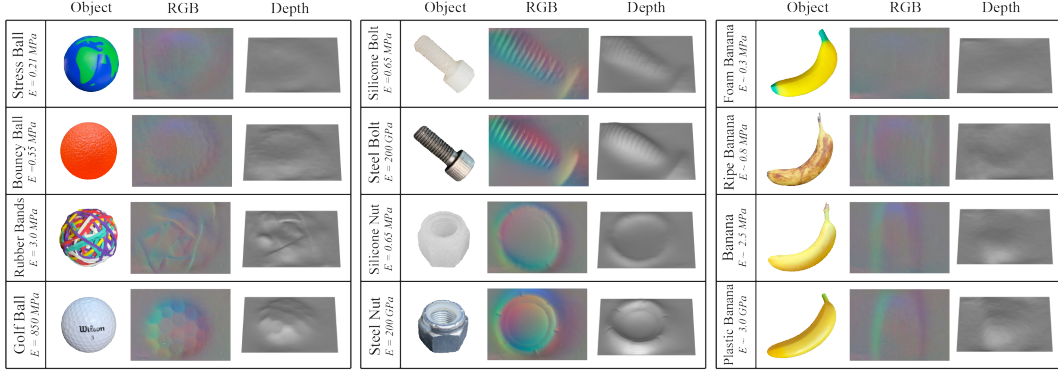 Object RGB Depth
Stress Ball
E = 0.21 MPa
Bouncy Ball
E =0.55 MPa
Rubber Bands
E = 3.0 MPa
Golf Ball
E = 850 MPa
Wilson
3
Object RGB Depth
Silicone Bolt
E =0.65 MPa
Steel Bolt
E = 200 GPa
Silicone Nut
E = 0.65 MPa
Steel Nut
E = 200 GPa
Object RGB Depth
Foam Banana
E ~ 0.3 MPa
Ripe Banana
E ~ 0.8 MPa
Banana
E ~ 2.5 MPa
Plastic Banana
E ~ 3.0 GPa